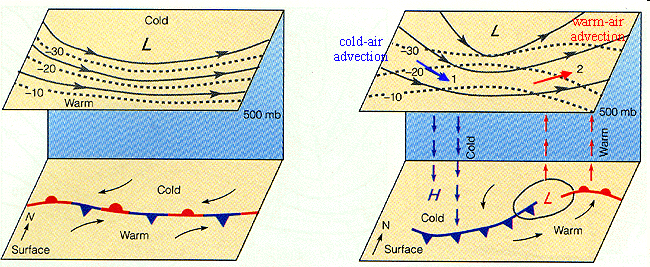 Cold
L
-30
-20
-10
Warm
500 mb
Cold
N
Warm
Surface
L
warm-air
advection
cold-air
advection
-30
-20
1
2
-10
500 mb
Cold
Warm
H
L
Cold
N
Warm
Surface